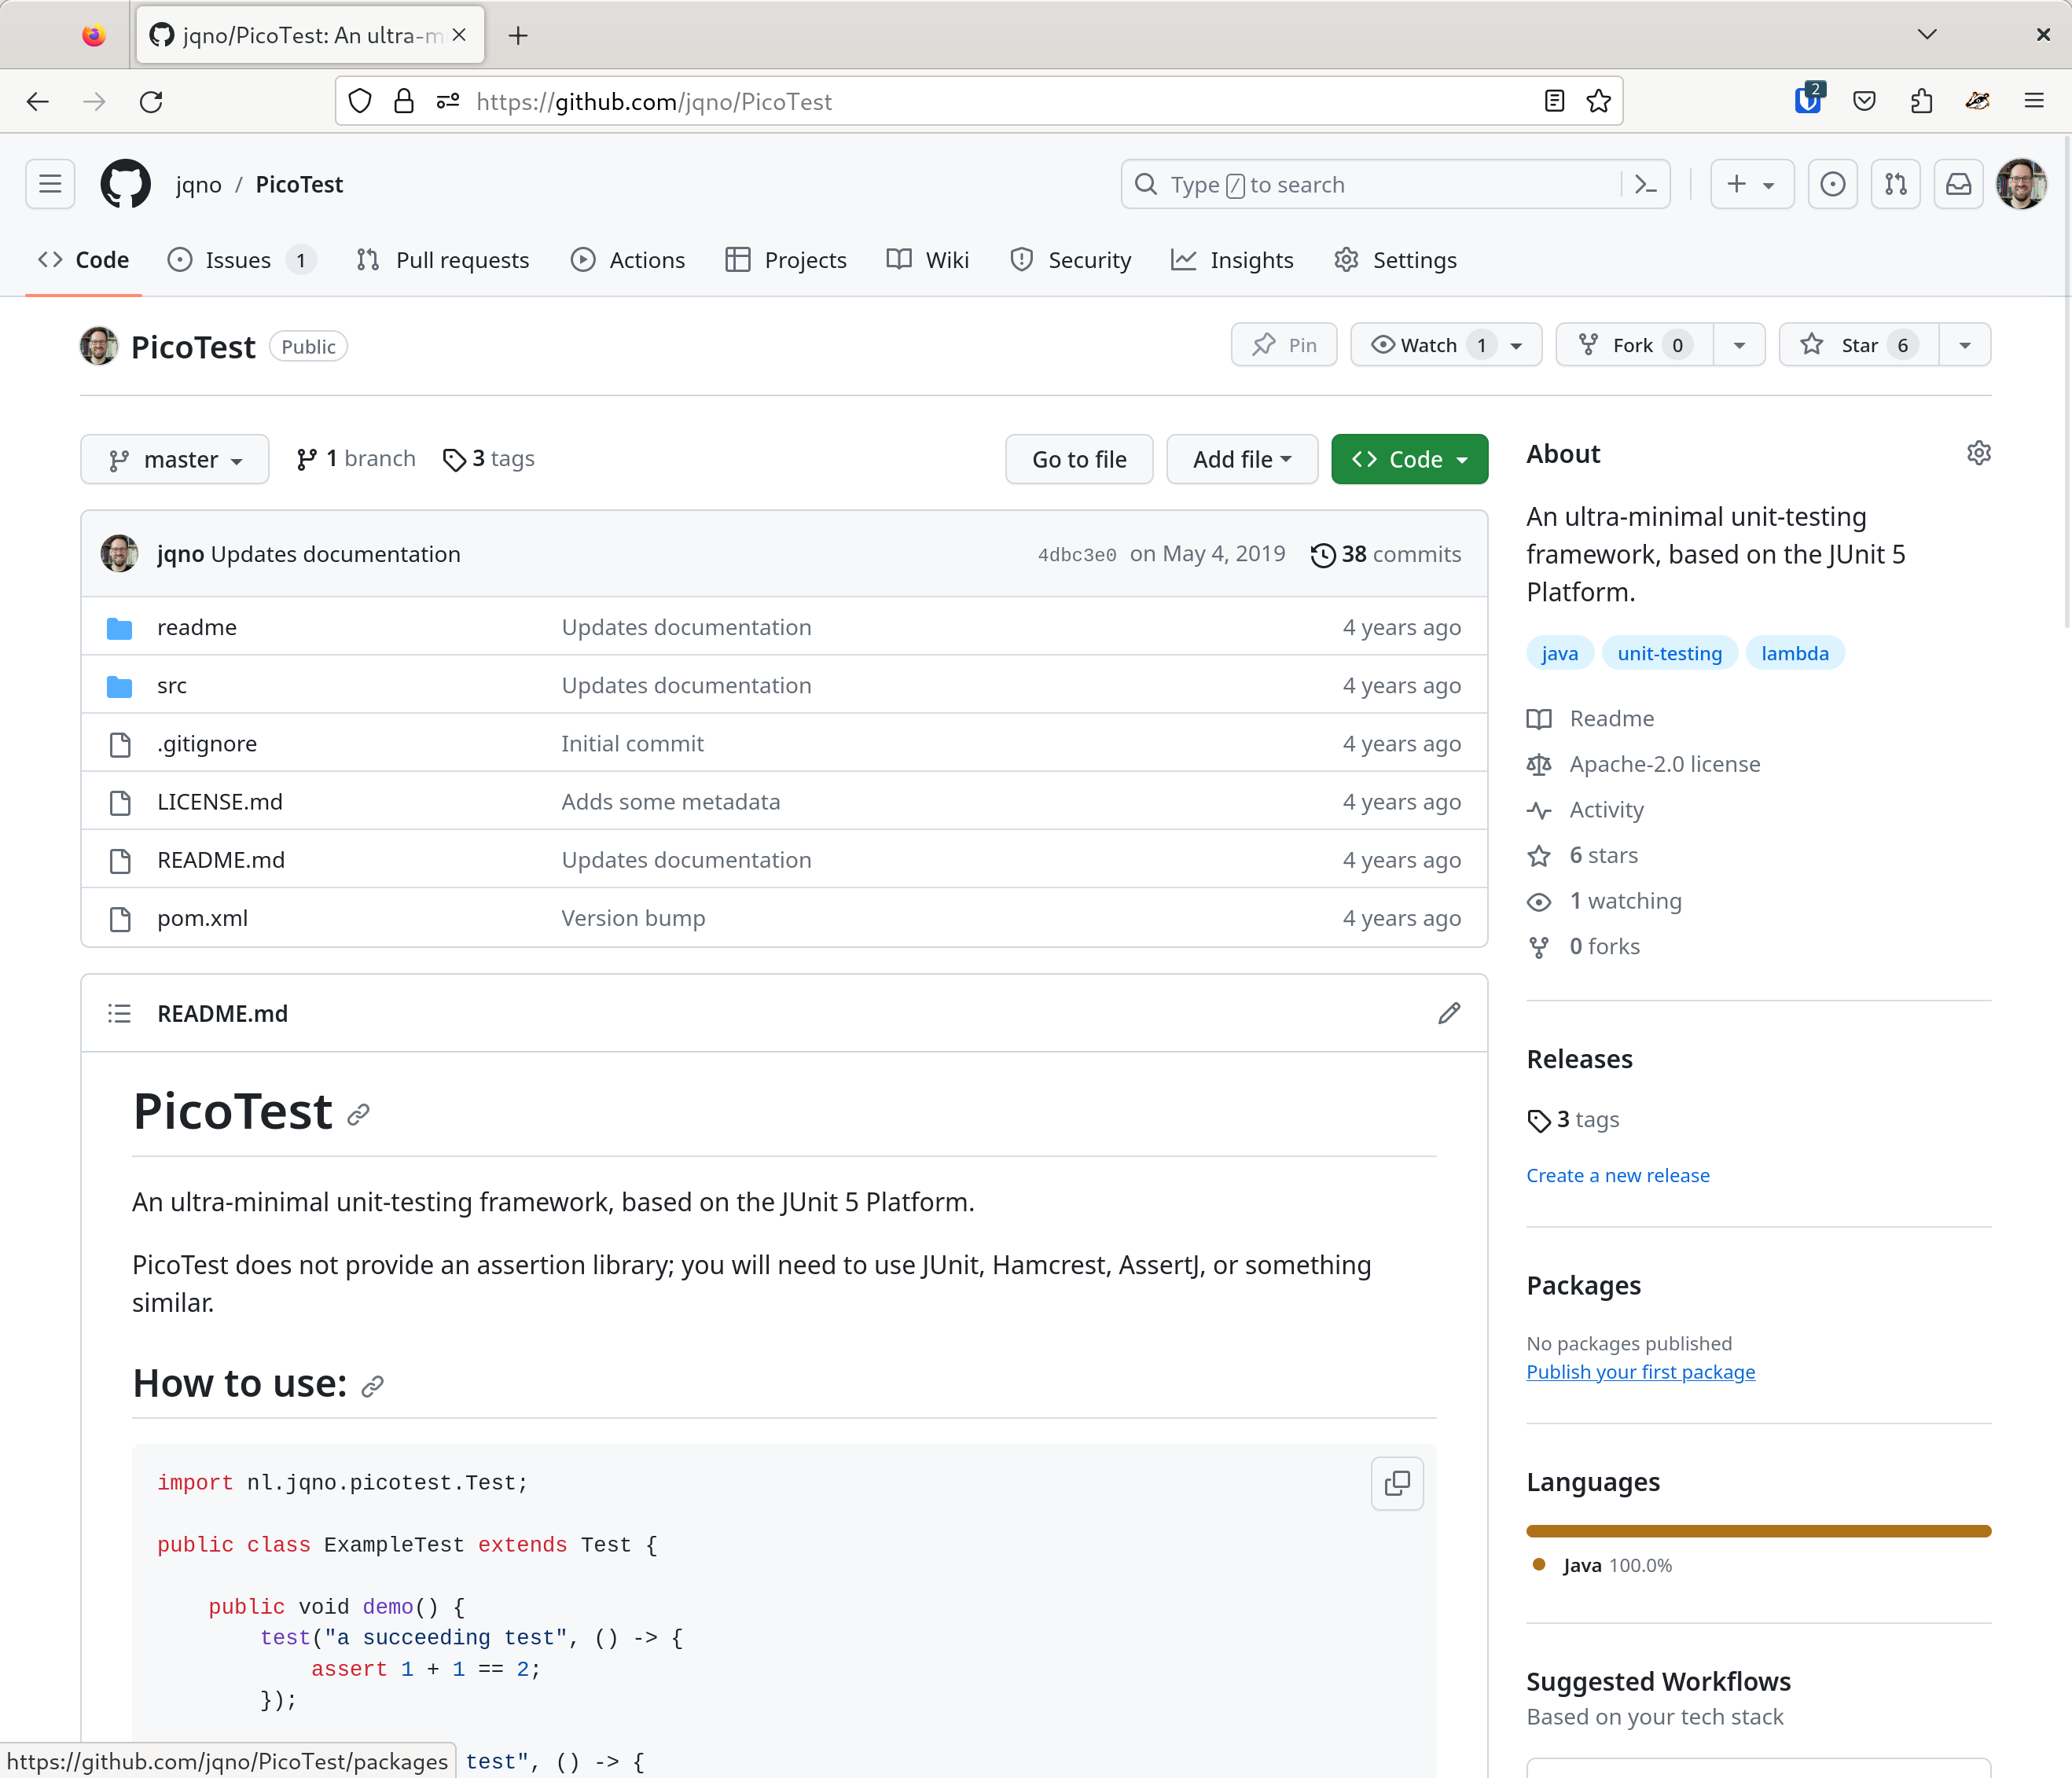 jqno/PicoTest: An ultra-m
https://github.com/jqno/PicoTest
2
jqno / PicoTest
Type / to search
Code
Issues 1
Pull requests
Actions
Projects
Wiki
Security
Insights
Settings
PicoTest Public
Pin
Watch 1
Fork 0
Star 6
master
1 branch
3 tags
Go to file
Add file
Code
jqno Updates documentation 4dbc3e0 on May 4, 2019 38 commits
readme Updates documentation 4 years ago
src Updates documentation 4 years ago
.gitignore Initial commit 4 years ago
LICENSE.md Adds some metadata 4 years ago
README.md Updates documentation 4 years ago
pom.xml Version bump 4 years ago
README.md
PicoTest
An ultra-minimal unit-testing framework, based on the JUnit 5 Platform.
PicoTest does not provide an assertion library; you will need to use JUnit, Hamcrest, AssertJ, or something
similar.
How to use:
import nl.jqno.picotest.Test;
public class ExampleTest extends Test {
public void demo() {
test("a succeeding test", () -> {
assert 1 + 1 == 2;
});
test", () -> {
https://github.com/jqno/PicoTest/packages
About
An ultra-minimal unit-testing
framework, based on the JUnit 5
Platform.
java unit-testing lambda
Readme
Apache-2.0 license
Activity
6 stars
1 watching
0 forks
Releases
3 tags
Create a new release
Packages
No packages published
Publish your first package
Languages
Java 100.0%
Suggested Workflows
Based on your tech stack